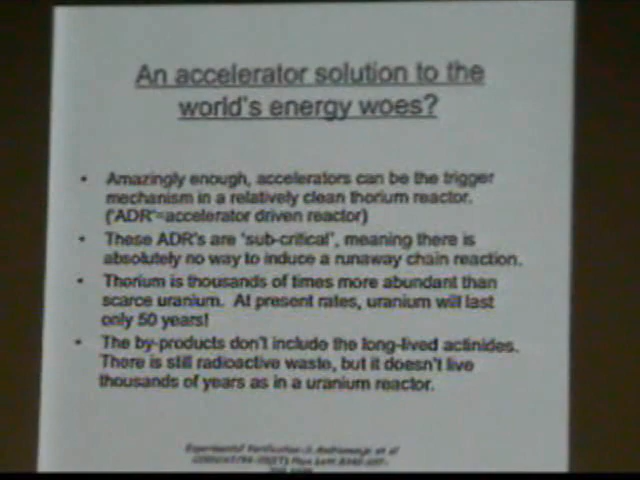 An accelerator solution to the
world's energy woes?
• Amazingly enough, accelerators can be the trigger
mechanism in a relatively clean thorium reactor.
('ADR'=accelerator driven reactor)
• These ADR's are 'sub-critical', meaning there is
absolutely no way to induce a runaway chain reaction.
• Thorium is thousands of times more abundant than
scarce uranium. At present rates, uranium will last
only 50 years!
• The by-products don't include the long-lived actinides.
There is still radioactive waste, but it doesn't live
thousands of years as in a uranium reactor.
Experimental Verification